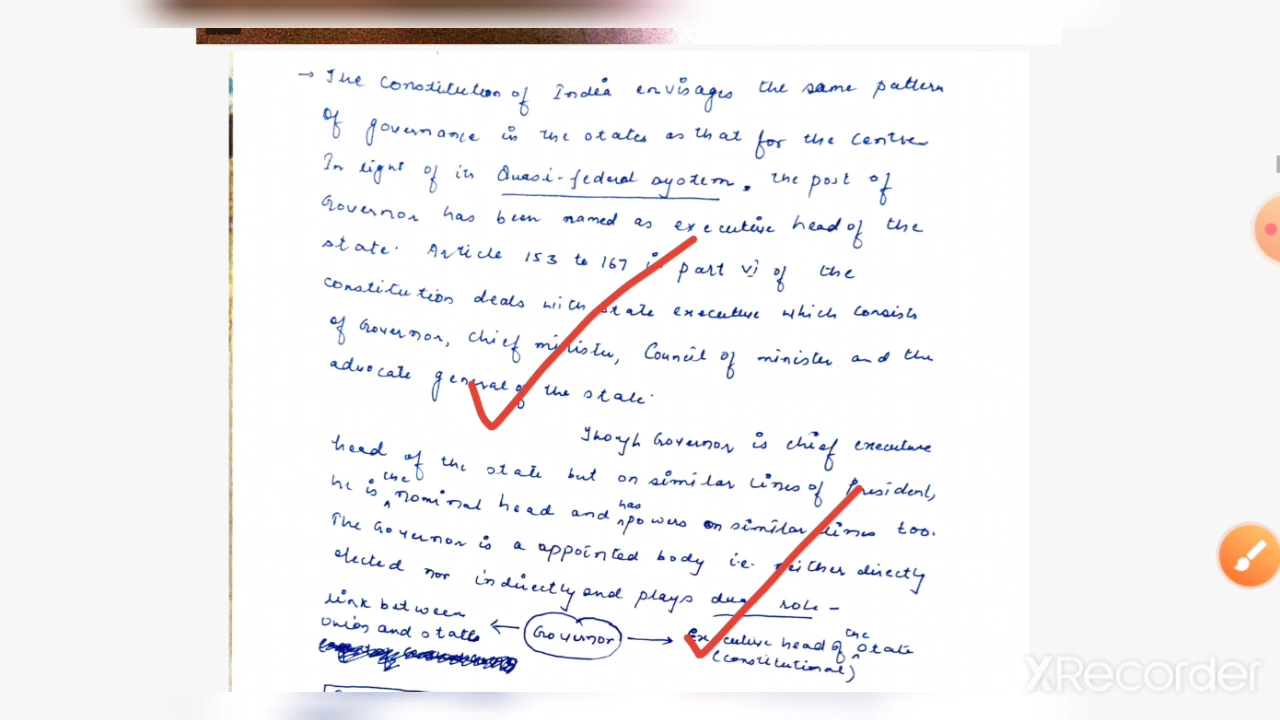 → The constitution of India envisages the same pattern
of governance in the states as that for the centre
In light of its Quasi-federal system, the post of
Governor has been named as executive head of the
state. Article 153 to 167 in part vi of the
constitution deals with state executive which consists
of Governor, chief minister, Council of minister and the
advocate general of the state.
Though Governor is chief executive
head of the state but on similar lines of President,
he is the nominal head and has powers on similar lines too.
The Governor is a appointed body i.e. neither directly
elected nor indirectly and plays dual role -
link between
Union and state
← Governor →
Executive head of the state
(constitutional)
XRecorder